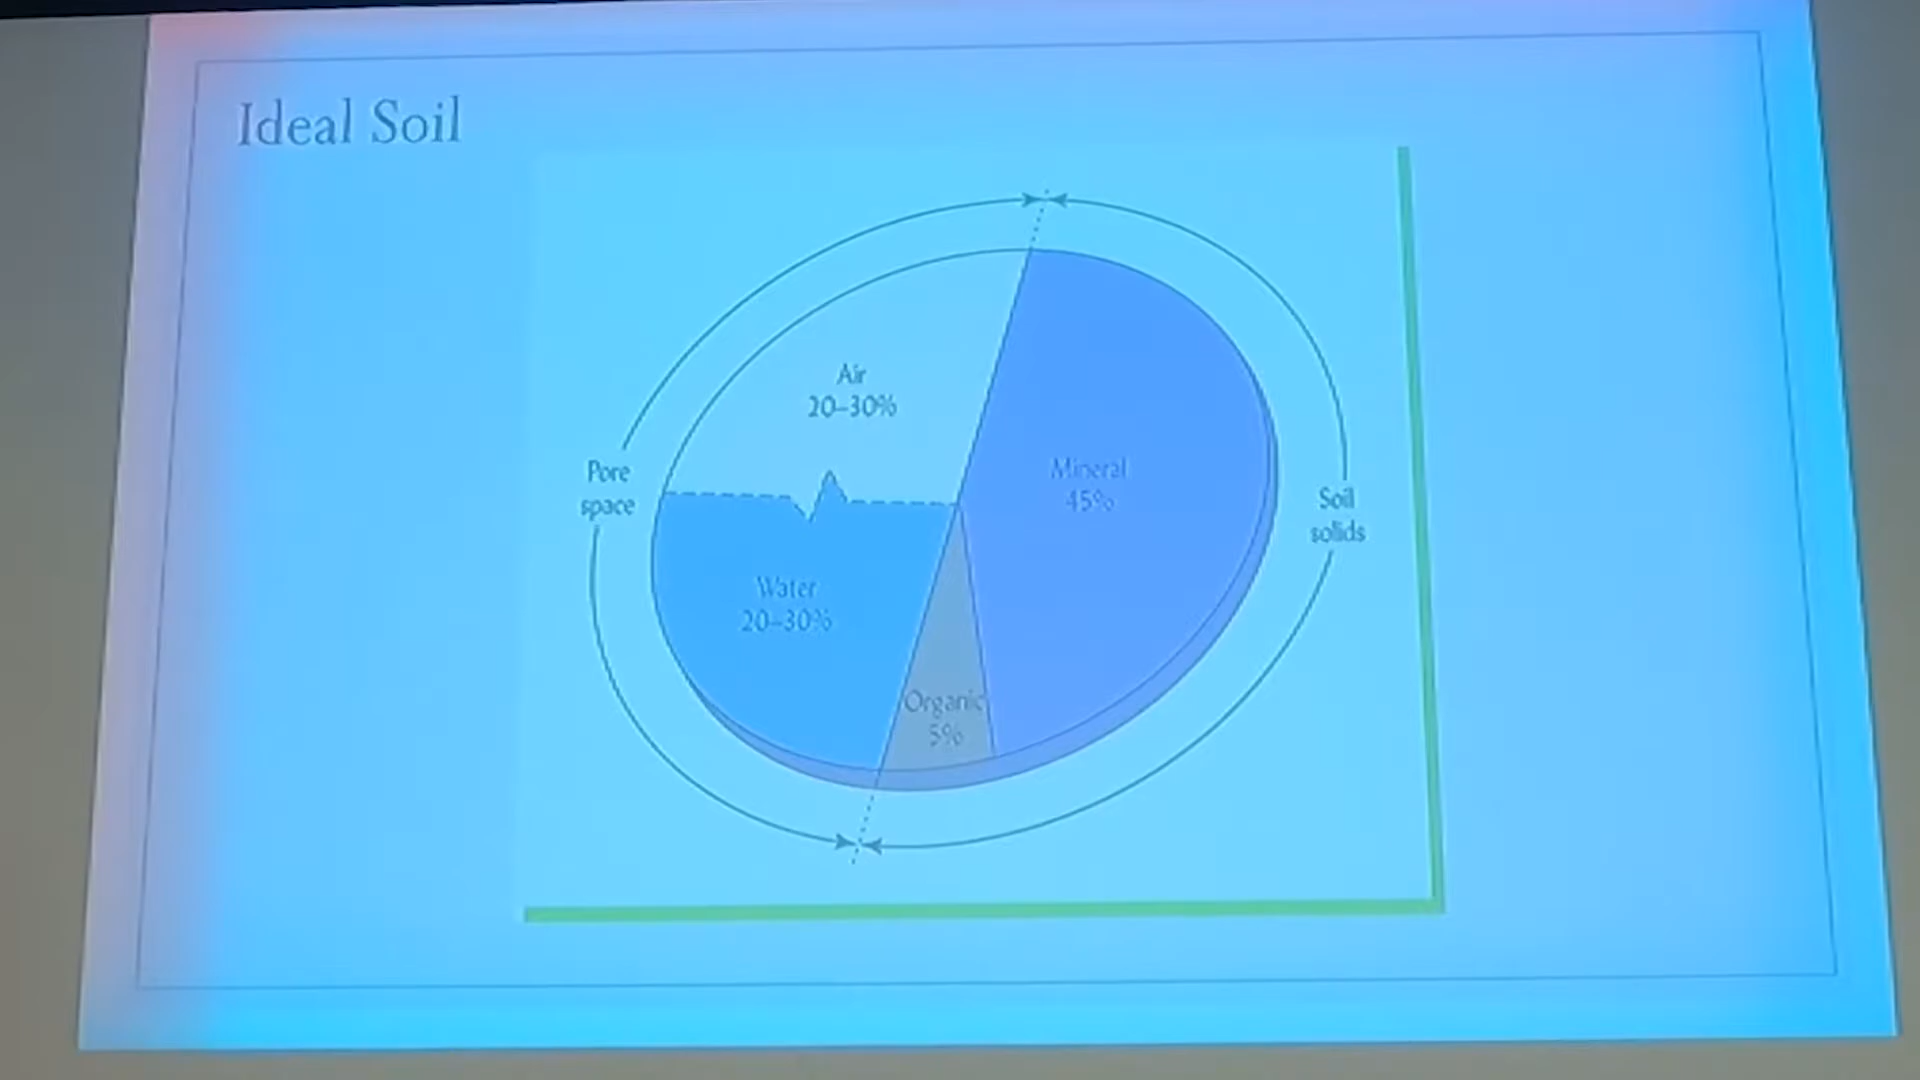 Ideal Soil
Air
20–30%
Pore
space
Mineral
45%
Soil
solids
Water
20–30%
Organic
5%